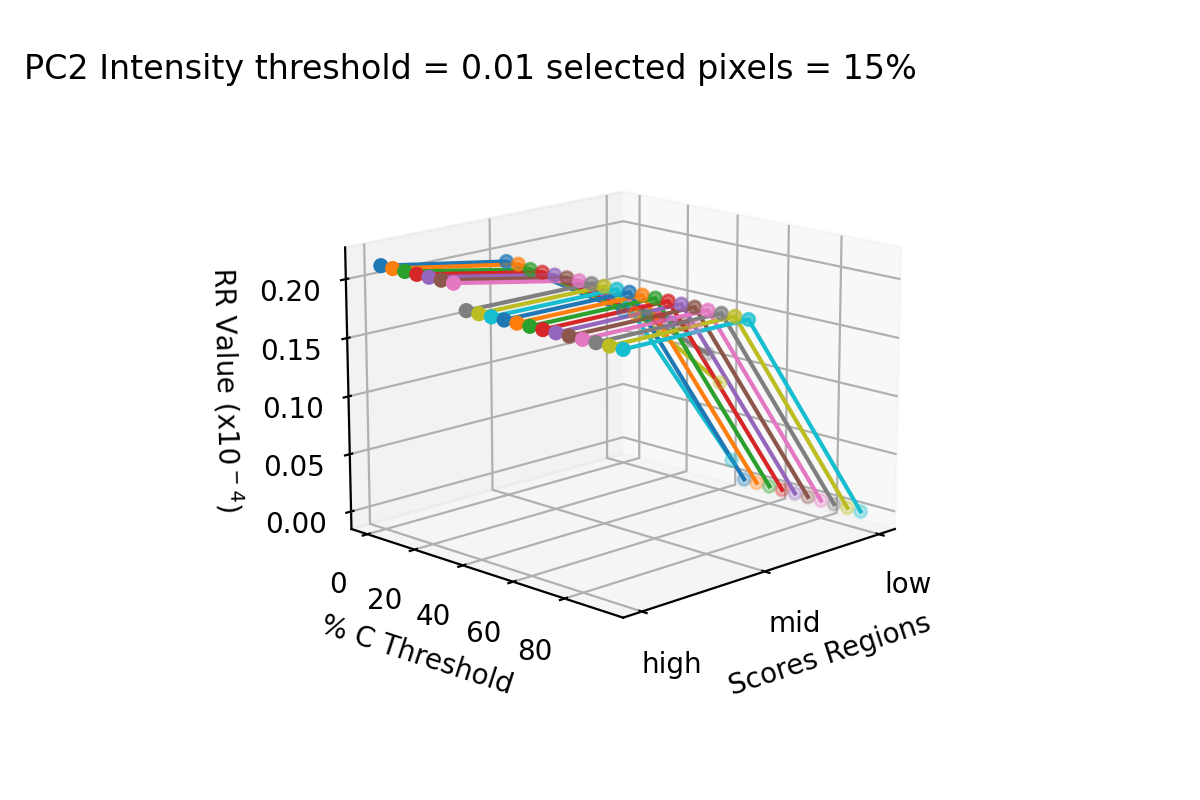 PC2 Intensity threshold = 0.01 selected pixels = 15%
RR Value (x10⁻⁴)
0.20
0.15
0.10
0.05
0.00
0
20
40
60
80
% C Threshold
low
mid
high
Scores Regions